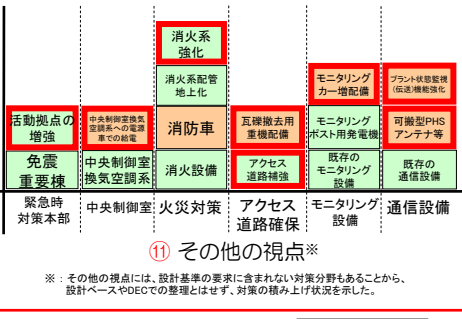 消火系
強化
消火系配管
地上化
モニタリング
カー増配備
プラント状態監視
(伝送)機能強化
活動拠点の
増強
中央制御室換気
空調系への電源
車での給電
消防車
瓦礫撤去用
重機配備
モニタリング
ポスト用発電機
可搬型PHS
アンテナ等
免震
重要棟
中央制御室
換気空調系
消火設備
アクセス
道路補強
既存の
モニタリング
設備
既存の
通信設備
緊急時
対策本部
中央制御室
火災対策
アクセス
道路確保
モニタリング
設備
通信設備
⑪ その他の視点※
※：その他の視点には、設計基準の要求に含まれない対策分野もあることから、
設計ベースやDECでの整理とはせず、対策の積み上げ状況を示した。